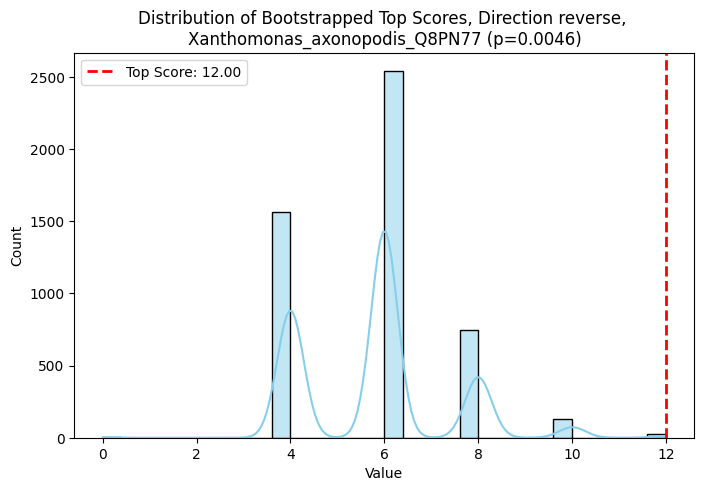 Distribution of Bootstrapped Top Scores, Direction reverse,
Xanthomonas_axonopodis_Q8PN77 (p=0.0046)
Top Score: 12.00
2500
2000
1500
1000
500
0
Count
0 2 4 6 8 10 12
Value